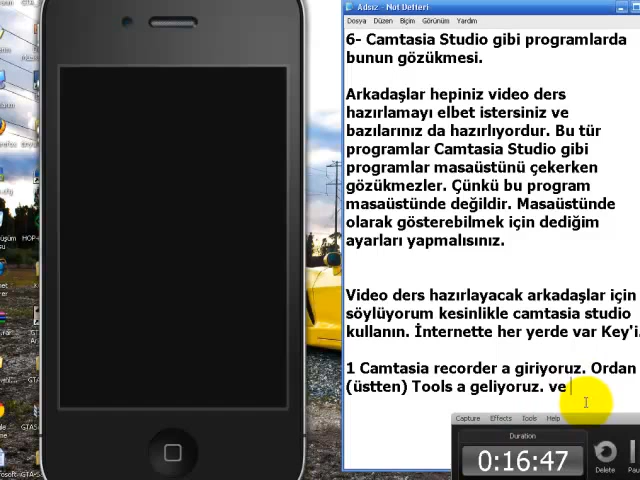 Adsız - Not Defteri
Dosya Düzen Biçim Görünüm Yardım
6- Camtasia Studio gibi programlarda
bunun gözükmesi.
Arkadaşlar hepiniz video ders
hazırlamayı elbet istersiniz ve
bazılarınız da hazırlıyordur. Bu tür
programlar Camtasia Studio gibi
programlar masaüstünü çekerken
gözükmezler. Çünkü bu program
masaüstünde değildir. Masaüstünde
olarak gösterebilmek için dediğim
ayarları yapmalısınız.
Video ders hazırlayacak arkadaşlar için
söylüyorum kesinlikle camtasia studio
kullanın. İnternette her yerde var Key'i.
1 Camtasia recorder a giriyoruz. Ordan
(üstten) Tools a geliyoruz. ve
Capture Effects Tools Help
Duration
0:16:47
Delete